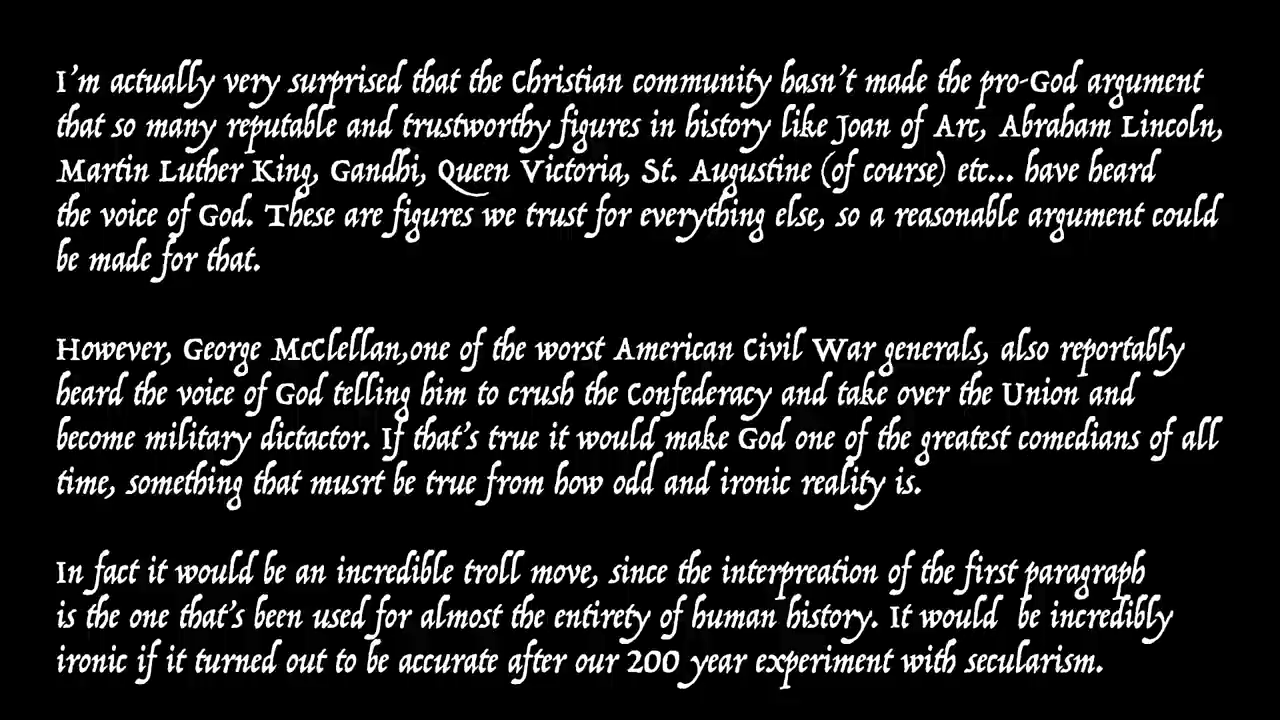 I'm actually very surprised that the Christian community hasn't made the pro-God argument
that so many reputable and trustworthy figures in history like Joan of Arc, Abraham Lincoln,
Martin Luther King, Gandhi, Queen Victoria, St. Augustine (of course) etc... have heard
the voice of God. These are figures we trust for everything else, so a reasonable argument could
be made for that.

However, George McClellan,one of the worst American Civil War generals, also reportably
heard the voice of God telling him to crush the Confederacy and take over the Union and
become military dictactor. If that's true it would make God one of the greatest comedians of all
time, something that musrt be true from how odd and ironic reality is.

In fact it would be an incredible troll move, since the interpreation of the first paragraph
is the one that's been used for almost the entirety of human history. It would  be incredibly
ironic if it turned out to be accurate after our 200 year experiment with secularism.